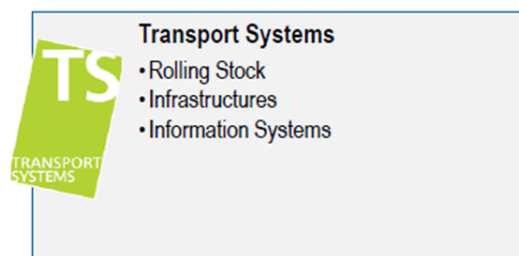 Transport Systems
•Rolling Stock
•Infrastructures
•Information Systems
TS
TRANSPORT
SYSTEMS